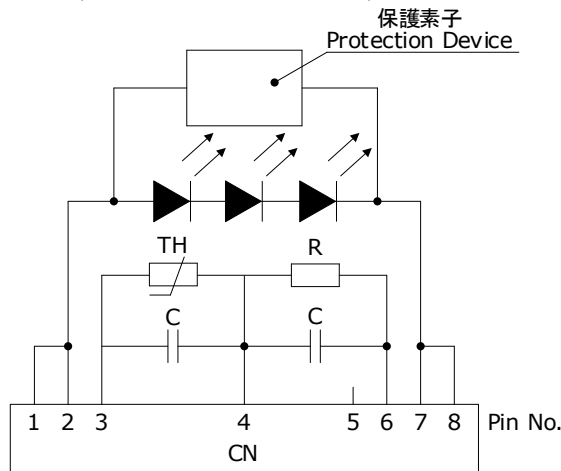 保護素子
Protection Device
TH
R
C
C
1 2 3 4 5 6 7 8 Pin No.
CN